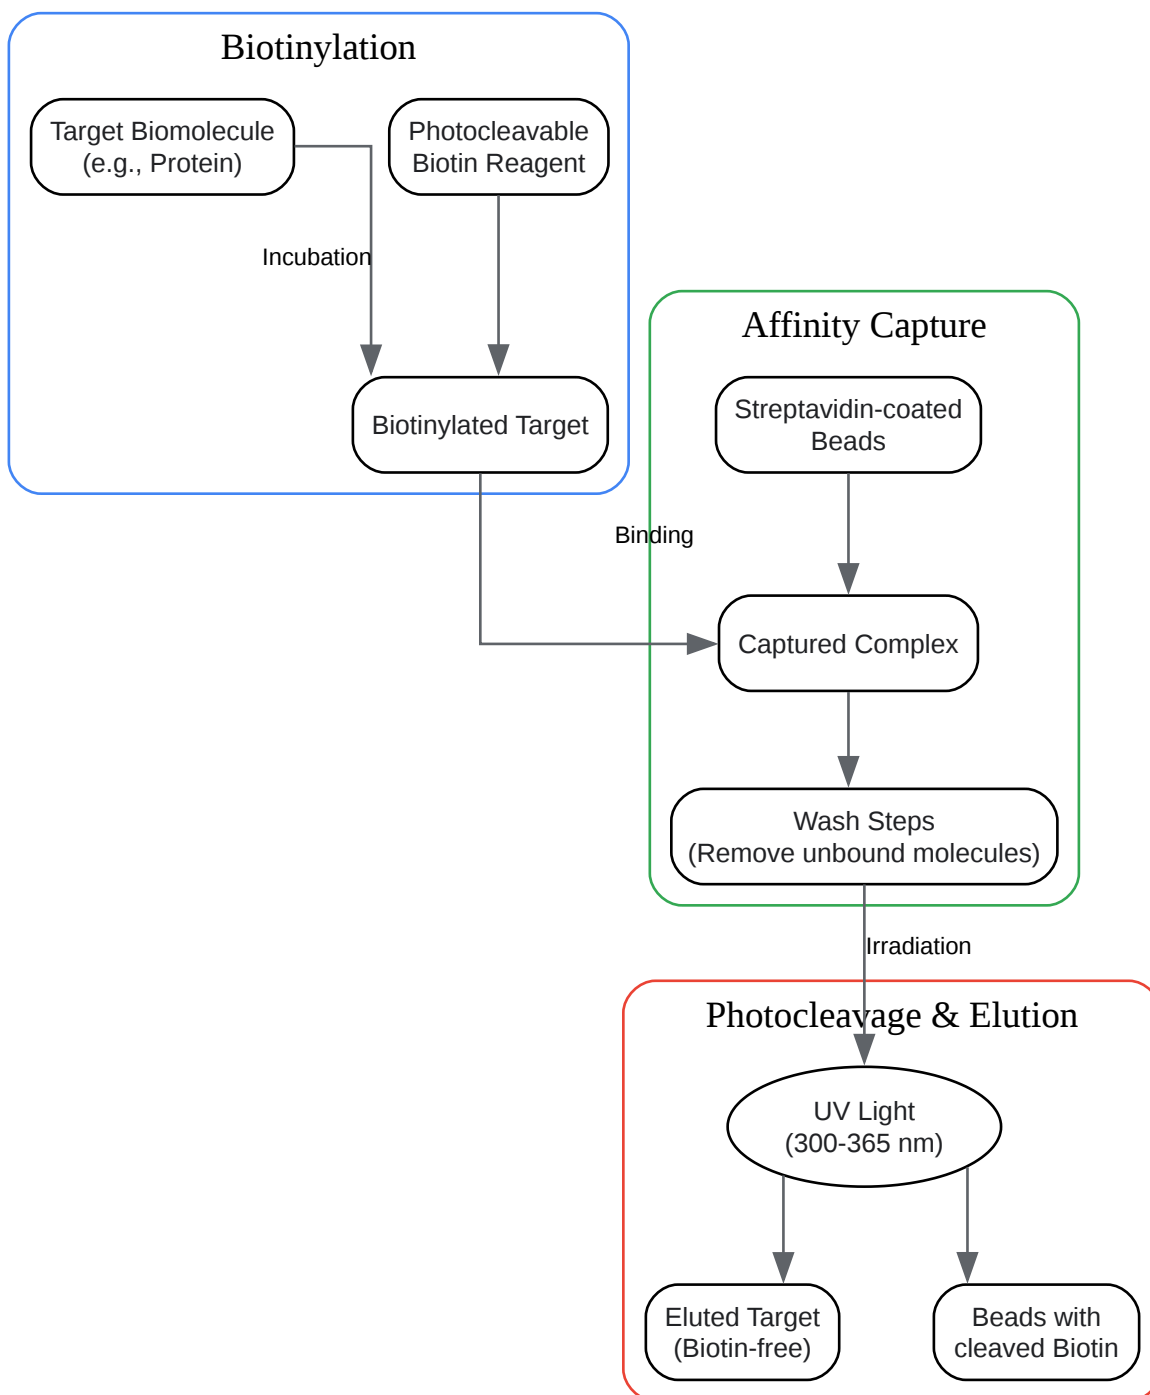 Biotinylation
Target Biomolecule
(e.g., Protein)
Photocleavable
Biotin Reagent
Incubation
Biotinylated Target
Affinity Capture
Streptavidin-coated
Beads
Binding
Captured Complex
Wash Steps
(Remove unbound molecules)
Irradiation
Photocleavage & Elution
UV Light
(300-365 nm)
Eluted Target
(Biotin-free)
Beads with
cleaved Biotin